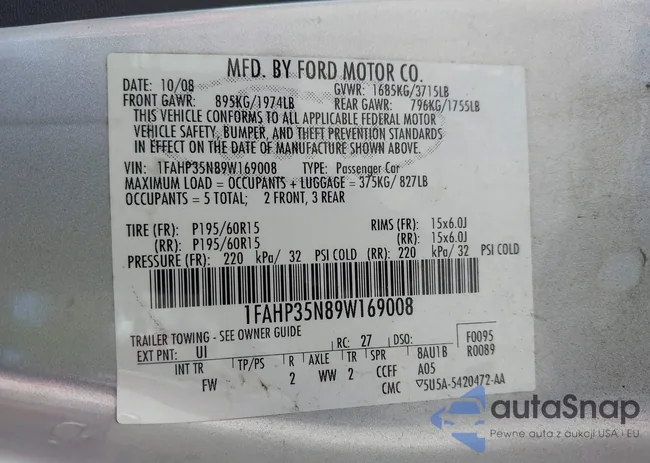 MFD. BY FORD MOTOR CO.
DATE: 10/08 GVWR: 1685KG/3715LB
FRONT GAWR: 895KG/1974LB REAR GAWR: 796KG/1755LB
THIS VEHICLE CONFORMS TO ALL APPLICABLE FEDERAL MOTOR
VEHICLE SAFETY, BUMPER, AND THEFT PREVENTION STANDARDS
IN EFFECT ON THE DATE OF MANUFACTURE SHOWN ABOVE.
VIN: 1FAHP35N89W169008 TYPE: Passenger Car
MAXIMUM LOAD = OCCUPANTS + LUGGAGE = 375KG/ 827LB
OCCUPANTS = 5 TOTAL; 2 FRONT, 3 REAR
TIRE (FR): P195/60R15 RIMS (FR): 15x6.0J
(RR): P195/60R15 (RR): 15x6.0J
PRESSURE (FR): 220 kPa/ 32 PSI COLD (RR): 220 kPa/ 32 PSI COLD
1FAHP35N89W169008
TRAILER TOWING - SEE OWNER GUIDE
EXT PNT: UI RC: 27 DSO: F0095
INT TR TP/PS R AXLE TR SPR 8AU1B R0089
FW 2 WW 2 CCFF A05
CMC 5U5A-5420472-AA
autaSnap
Pewne auta z aukcji USA i EU